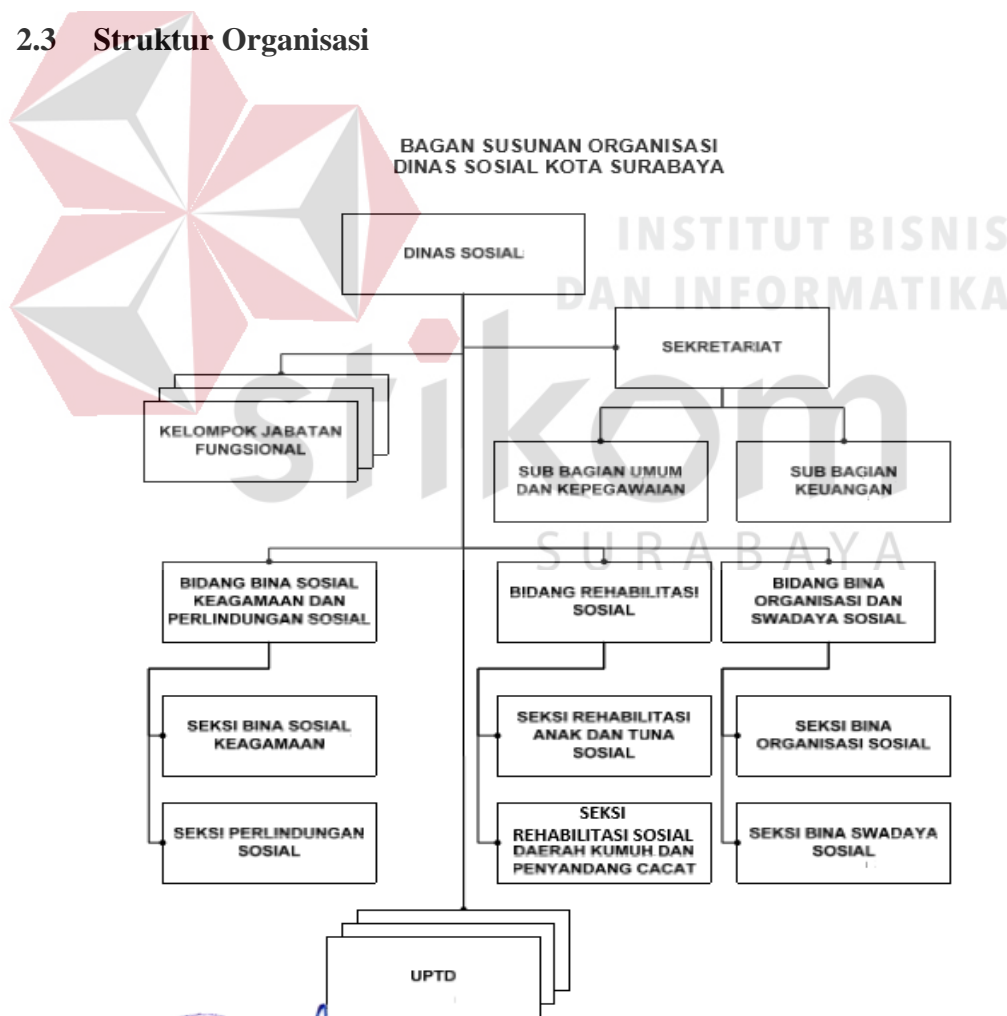 2.3 Struktur Organisasi
BAGAN SUSUNAN ORGANISASI
DINAS SOSIAL KOTA SURABAYA
INSTITUT BISNIS
DAN INFORMATIKA
stikom
SURABAYA
DINAS SOSIAL
SEKRETARIAT
KELOMPOK JABATAN
FUNGSIONAL
SUB BAGIAN UMUM
DAN KEPEGAWAIAN
SUB BAGIAN
KEUANGAN
BIDANG BINA SOSIAL
KEAGAMAAN DAN
PERLINDUNGAN SOSIAL
BIDANG REHABILITASI
SOSIAL
BIDANG BINA
ORGANISASI DAN
SWADAYA SOSIAL
SEKSI BINA SOSIAL
KEAGAMAAN
SEKSI REHABILITASI
ANAK DAN TUNA
SOSIAL
SEKSI BINA
ORGANISASI SOSIAL
SEKSI PERLINDUNGAN
SOSIAL
SEKSI
REHABILITASI SOSIAL
DAERAH KUMUH DAN
PENYANDANG CACAT
SEKSI BINA SWADAYA
SOSIAL
UPTD